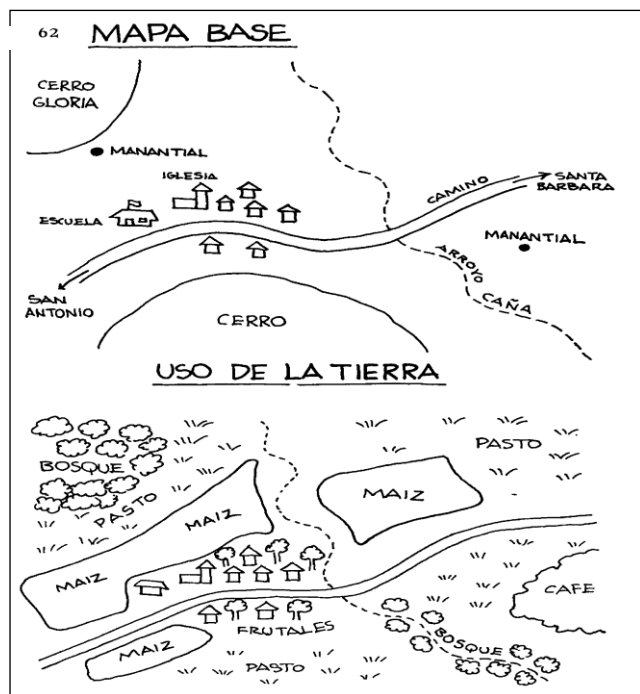 62
MAPA BASE
CERRO
GLORIA
MANANTIAL
IGLESIA
ESCUELA
CAMINO
SANTA
BARBARA
MANANTIAL
ARROYO
CAÑA
SAN
ANTONIO
CERRO
USO DE LA TIERRA
BOSQUE
PASTO
MAIZ
MAIZ
MAIZ
PASTO
CAFE
FRUTALES
BOSQUE
MAIZ
PASTO